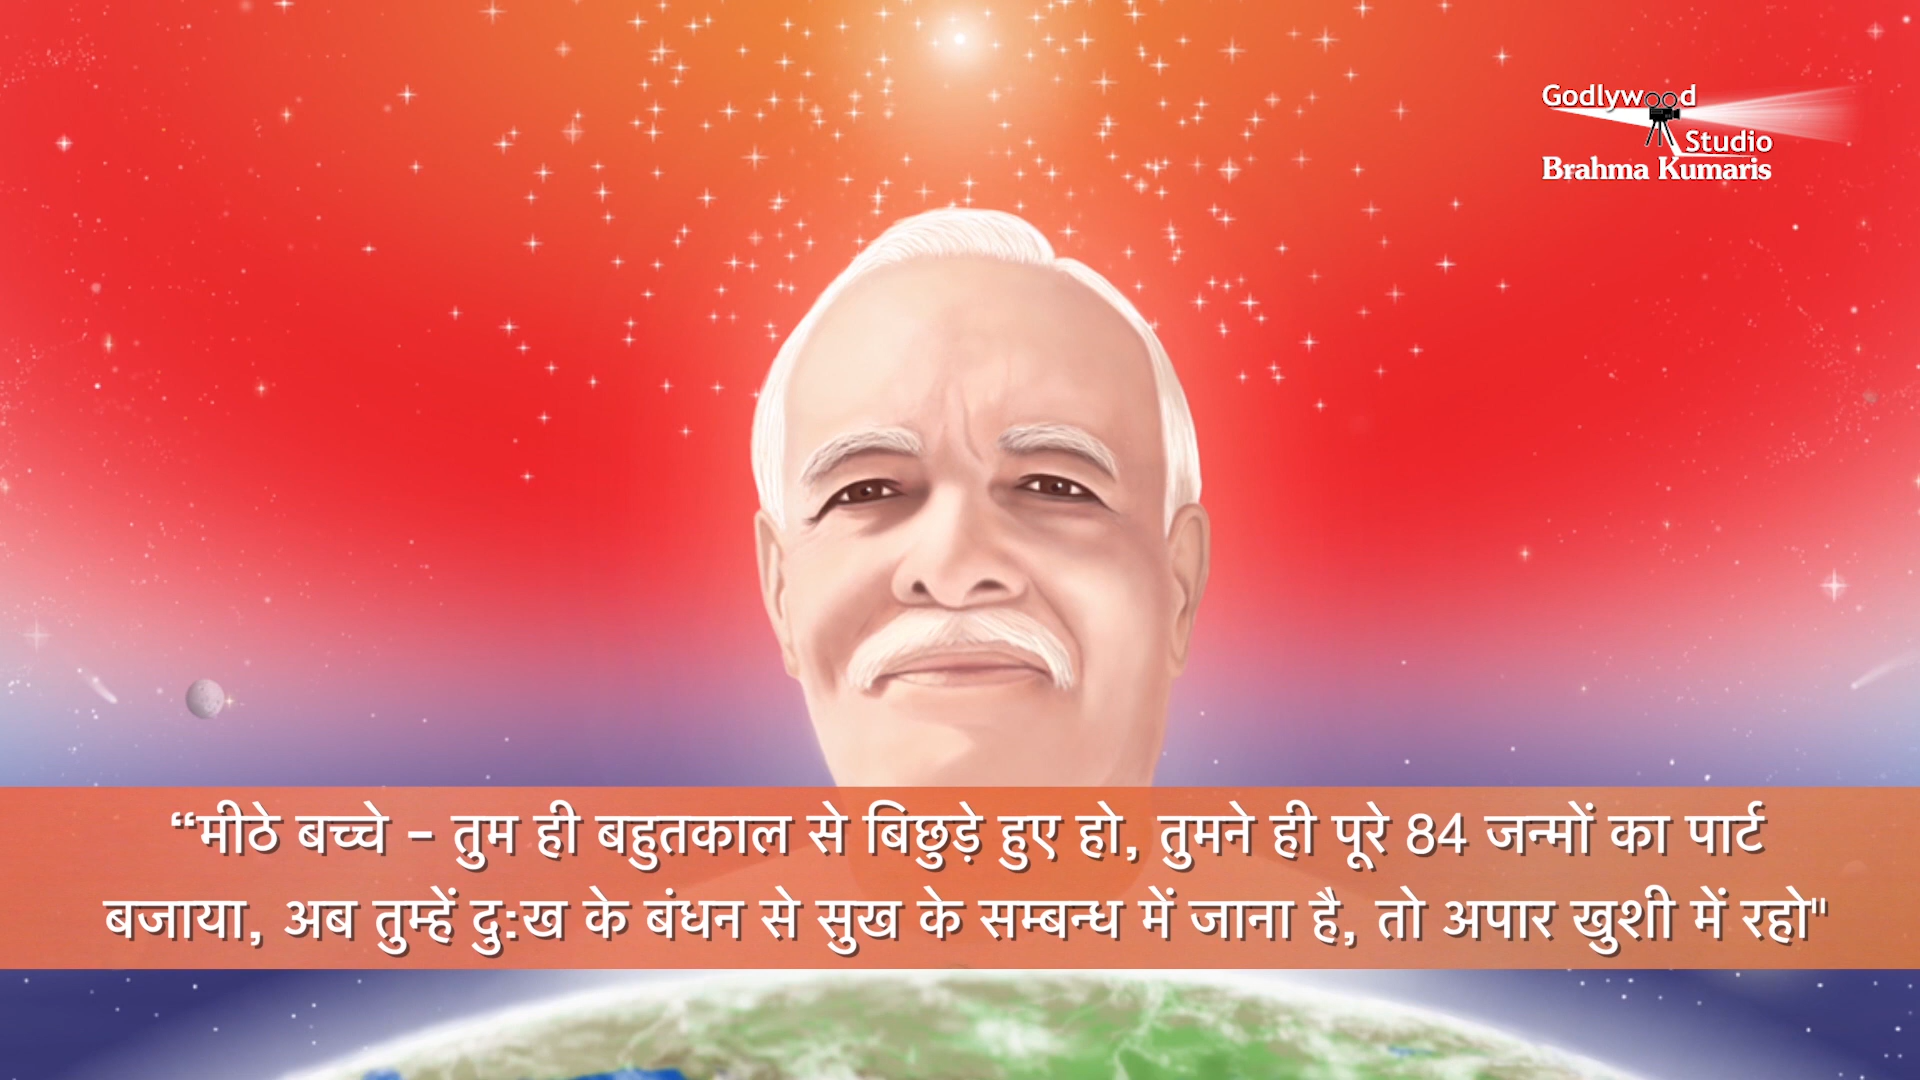 Godlywood
Studio
Brahma Kumaris
“मीठे बच्चे – तुम ही बहुतकाल से बिछुड़े हुए हो, तुमने ही पूरे 84 जन्मों का पार्ट
बजाया, अब तुम्हें दु:ख के बंधन से सुख के सम्बन्ध में जाना है, तो अपार खुशी में रहो"